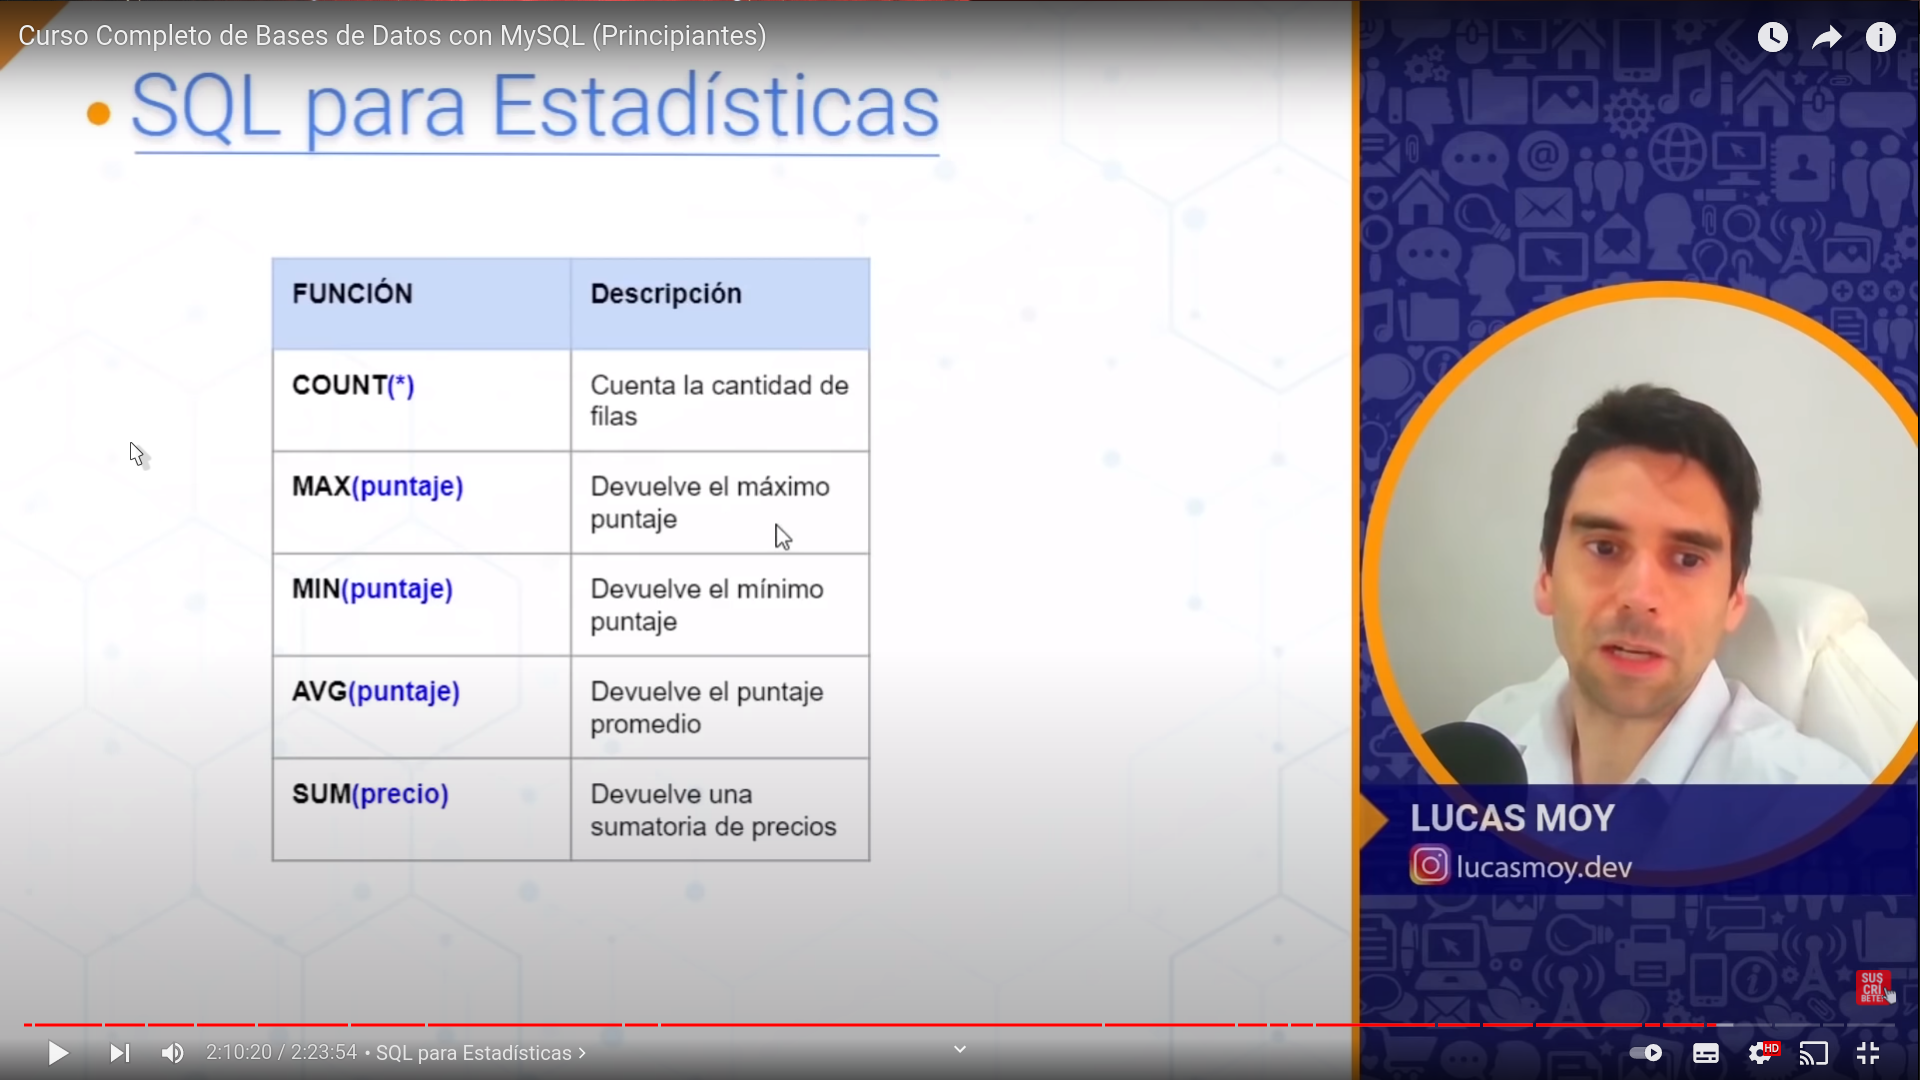 Curso Completo de Bases de Datos con MySQL (Principiantes)
SQL para Estadísticas
FUNCIÓN
Descripción
COUNT(*)
Cuenta la cantidad de
filas
MAX(puntaje)
Devuelve el máximo
puntaje
MIN(puntaje)
Devuelve el mínimo
puntaje
AVG(puntaje)
Devuelve el puntaje
promedio
SUM(precio)
Devuelve una
sumatoria de precios
LUCAS MOY
lucasmoy.dev
SUS
CRÍ
BETE
2:10:20 / 2:23:54 • SQL para Estadísticas >
HD